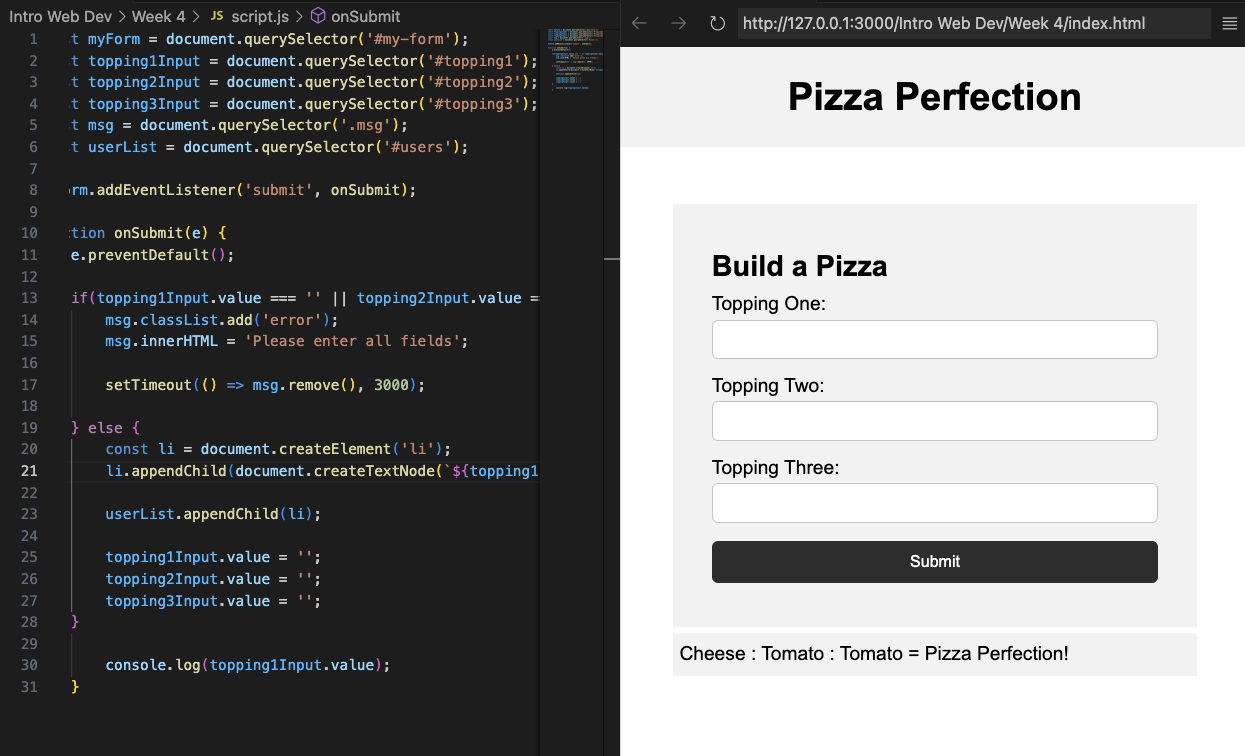 Intro Web Dev > Week 4 > JS script.js > onSubmit
1 t myForm = document.querySelector('#my-form');
2 t topping1Input = document.querySelector('#topping1');
3 t topping2Input = document.querySelector('#topping2');
4 t topping3Input = document.querySelector('#topping3');
5 t msg = document.querySelector('.msg');
6 t userList = document.querySelector('#users');
7
8 rm.addEventListener('submit', onSubmit);
9
10 tion onSubmit(e) {
11 e.preventDefault();
12
13 if(topping1Input.value === '' || topping2Input.value =
14 msg.classList.add('error');
15 msg.innerHTML = 'Please enter all fields';
16
17 setTimeout(() => msg.remove(), 3000);
18
19 } else {
20 const li = document.createElement('li');
21 li.appendChild(document.createTextNode(`${topping1
22
23 userList.appendChild(li);
24
25 topping1Input.value = '';
26 topping2Input.value = '';
27 topping3Input.value = '';
28 }
29
30 console.log(topping1Input.value);
31 }
http://127.0.0.1:3000/Intro Web Dev/Week 4/index.html
Pizza Perfection
Build a Pizza
Topping One:
Topping Two:
Topping Three:
Submit
Cheese : Tomato : Tomato = Pizza Perfection!